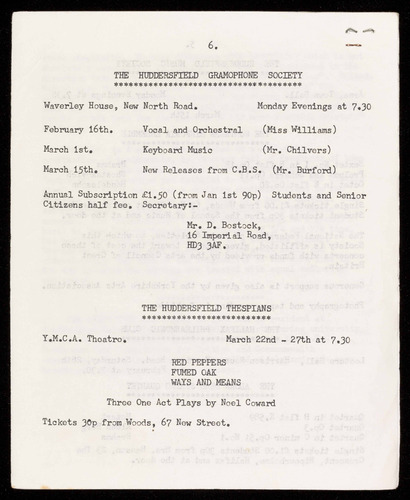 6.
THE HUDDERSFIELD GRAMOPHONE SOCIETY
**************************************
Waverley House, New North Road. Monday Evenings at 7.30
February 16th. Vocal and Orchestral (Miss Williams)
March 1st. Keyboard Music (Mr. Chilvers)
March 15th. New Releases from C.B.S. (Mr. Burford)
Annual Subscription £1.50 (from Jan 1st 90p) Students and Senior
Citizens half fee. Secretary:-
Mr. D. Bostock,
16 Imperial Road,
HD3 3AF.
THE HUDDERSFIELD THESPIANS
****************************
Y.M.C.A. Theatre. March 22nd - 27th at 7.30
RED PEPPERS
FUMED OAK
WAYS AND MEANS
Three One Act Plays by Noel Coward
Tickets 30p from Woods, 67 New Street.